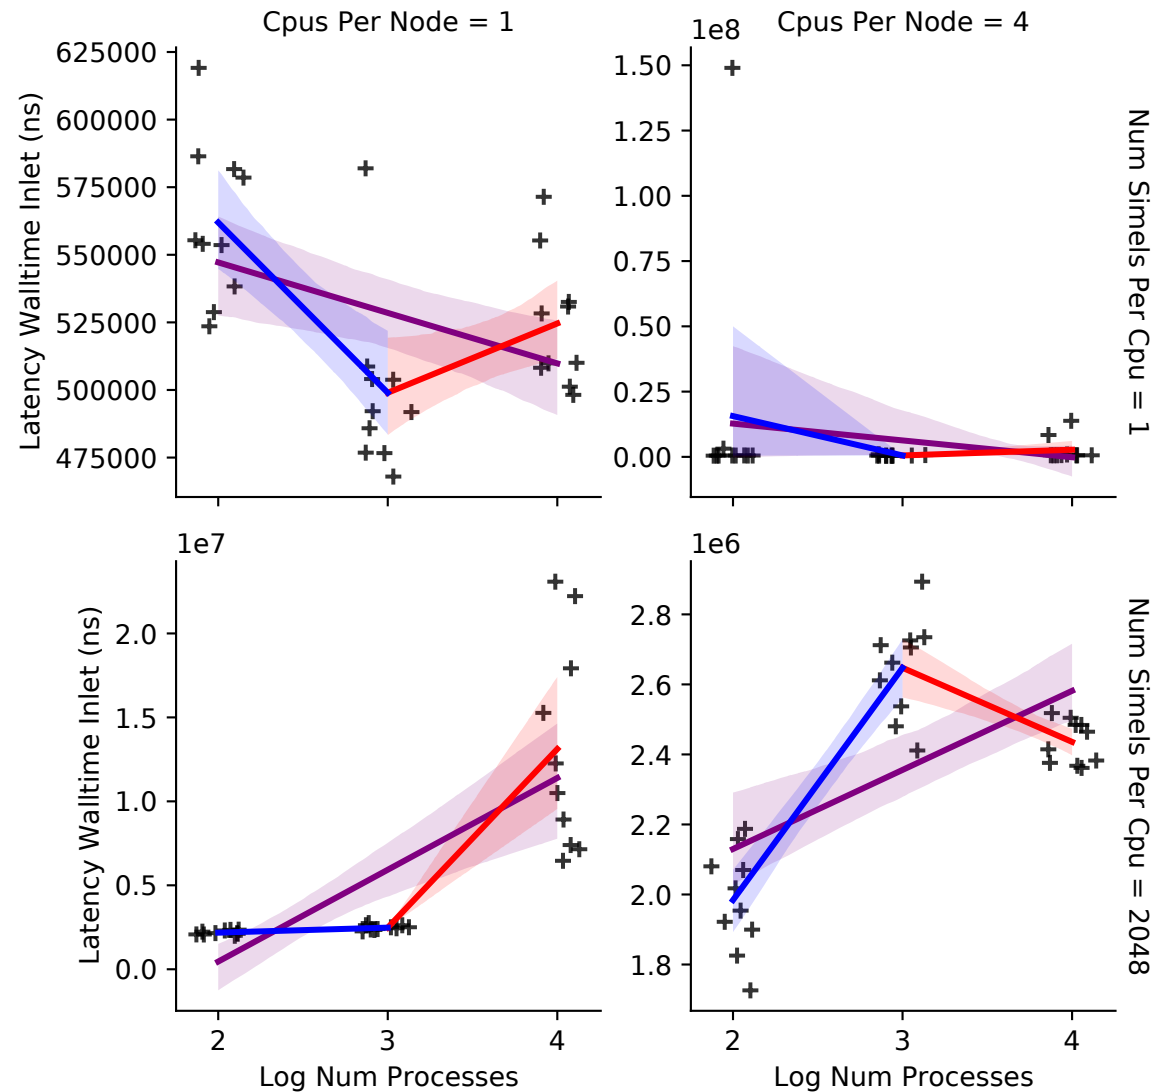 Cpus Per Node = 1
Cpus Per Node = 4
1e8
625000
600000
575000
550000
525000
500000
475000
Latency Walltime Inlet (ns)
1.50
1.25
1.00
0.75
0.50
0.25
0.00
Num Simels Per Cpu = 1
1e7
1e6
2.0
1.5
1.0
0.5
0.0
Latency Walltime Inlet (ns)
2
3
4
Log Num Processes
2.8
2.6
2.4
2.2
2.0
1.8
2
3
4
Log Num Processes
Num Simels Per Cpu = 2048